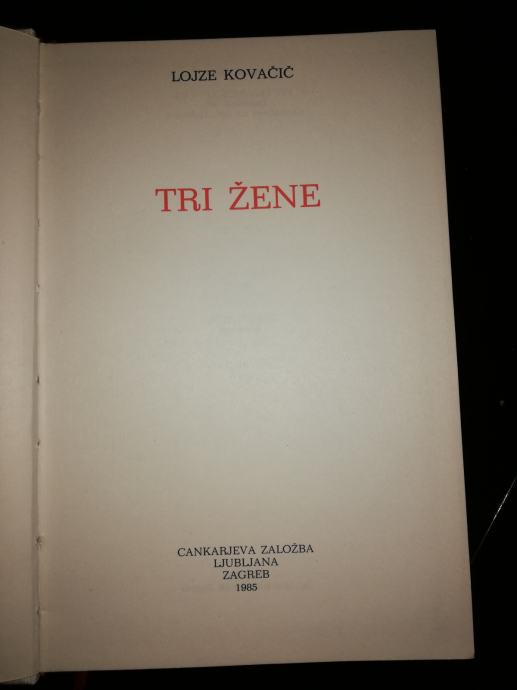 LOJZE KOVAČIČ
TRI ŽENE
CANKARJEVA ZALOŽBA
LJUBLJANA
ZAGREB
1985